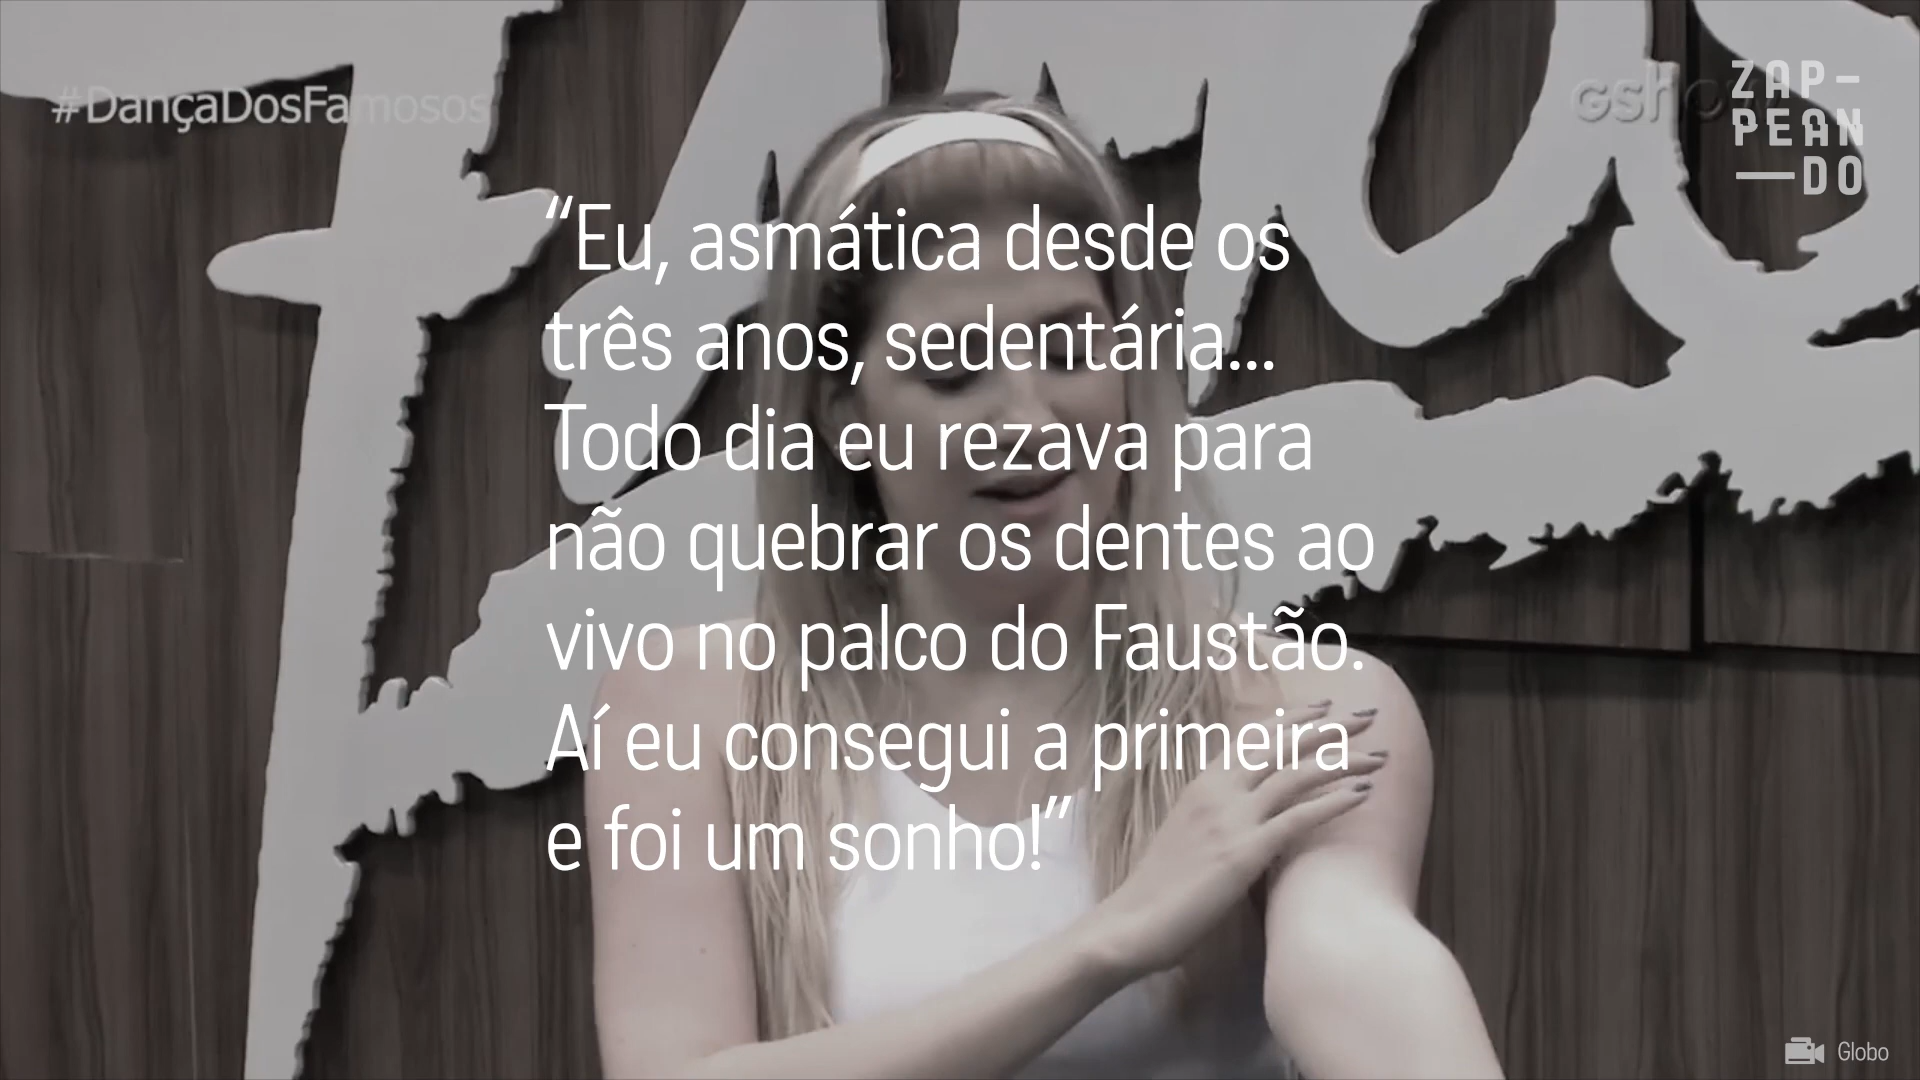 #DançaDosFamosos
GShow
ZAP-
PEAN
—DO
“Eu, asmática desde os
três anos, sedentária...
Todo dia eu rezava para
não quebrar os dentes ao
vivo no palco do Faustão.
Aí eu consegui a primeira
e foi um sonho!”
Globo